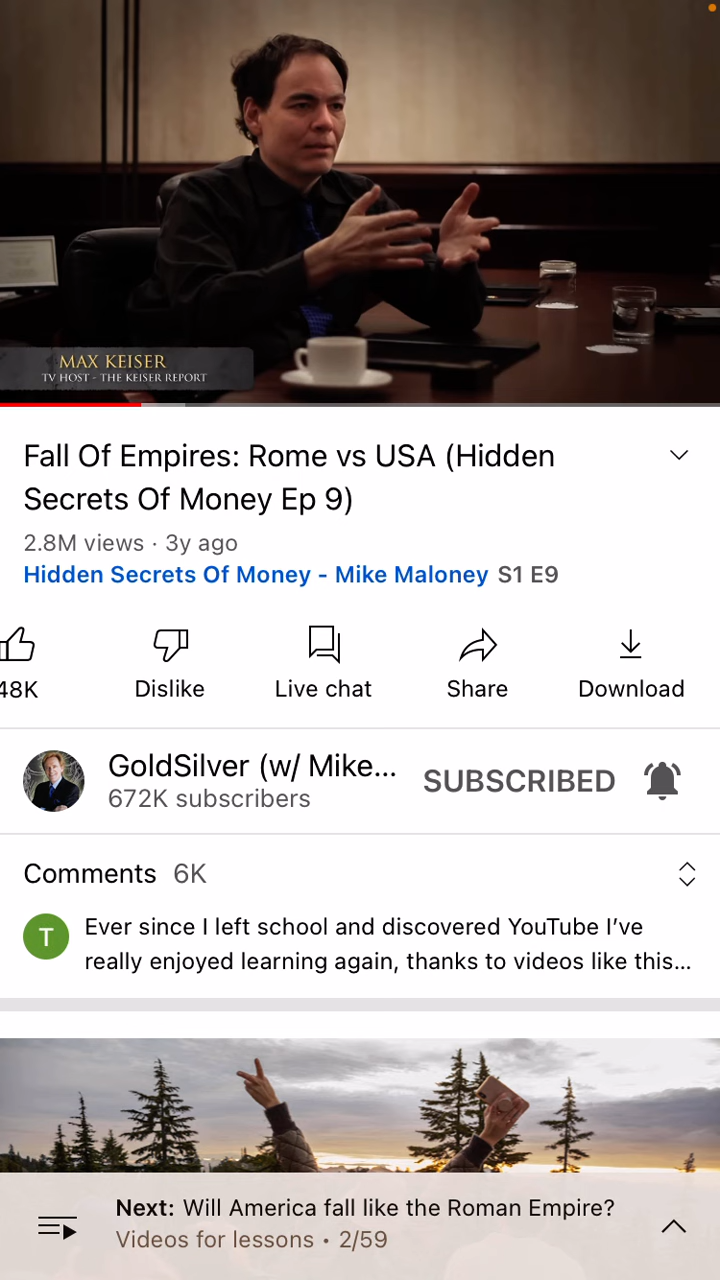 MAX KEISER
TV HOST - THE KEISER REPORT
Fall Of Empires: Rome vs USA (Hidden
Secrets Of Money Ep 9)
2.8M views · 3y ago
Hidden Secrets Of Money - Mike Maloney S1 E9
48K
Dislike
Live chat
Share
Download
GoldSilver (w/ Mike...
672K subscribers
SUBSCRIBED
Comments 6K
T
Ever since I left school and discovered YouTube I’ve
really enjoyed learning again, thanks to videos like this...
Next: Will America fall like the Roman Empire?
Videos for lessons • 2/59